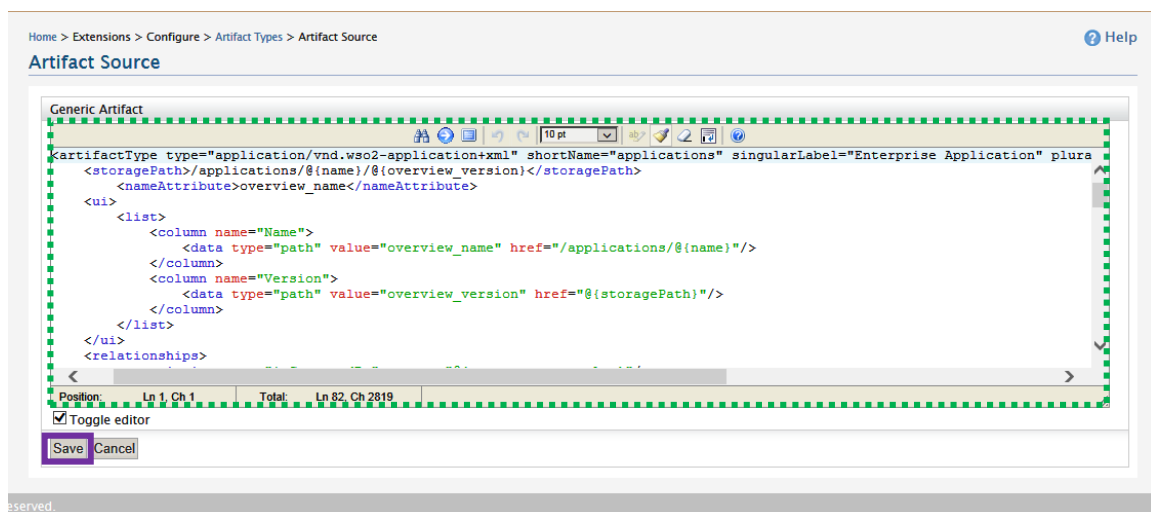 Home > Extensions > Configure > Artifact Types > Artifact Source
Help
Artifact Source
Generic Artifact
10 pt
<artifactType type="application/vnd.wso2-application+xml" shortName="applications" singularLabel="Enterprise Application" plura
<storagePath>/applications/@{name}/@{overview_version}</storagePath>
<nameAttribute>overview_name</nameAttribute>
<ui>
<list>
<column name="Name">
<data type="path" value="overview_name" href="/applications/@{name}"/>
</column>
<column name="Version">
<data type="path" value="overview_version" href="@{storagePath}"/>
</column>
</list>
</ui>
<relationships>
Position: Ln 1, Ch 1 Total: Ln 82, Ch 2819
Toggle editor
Save Cancel
eserved.